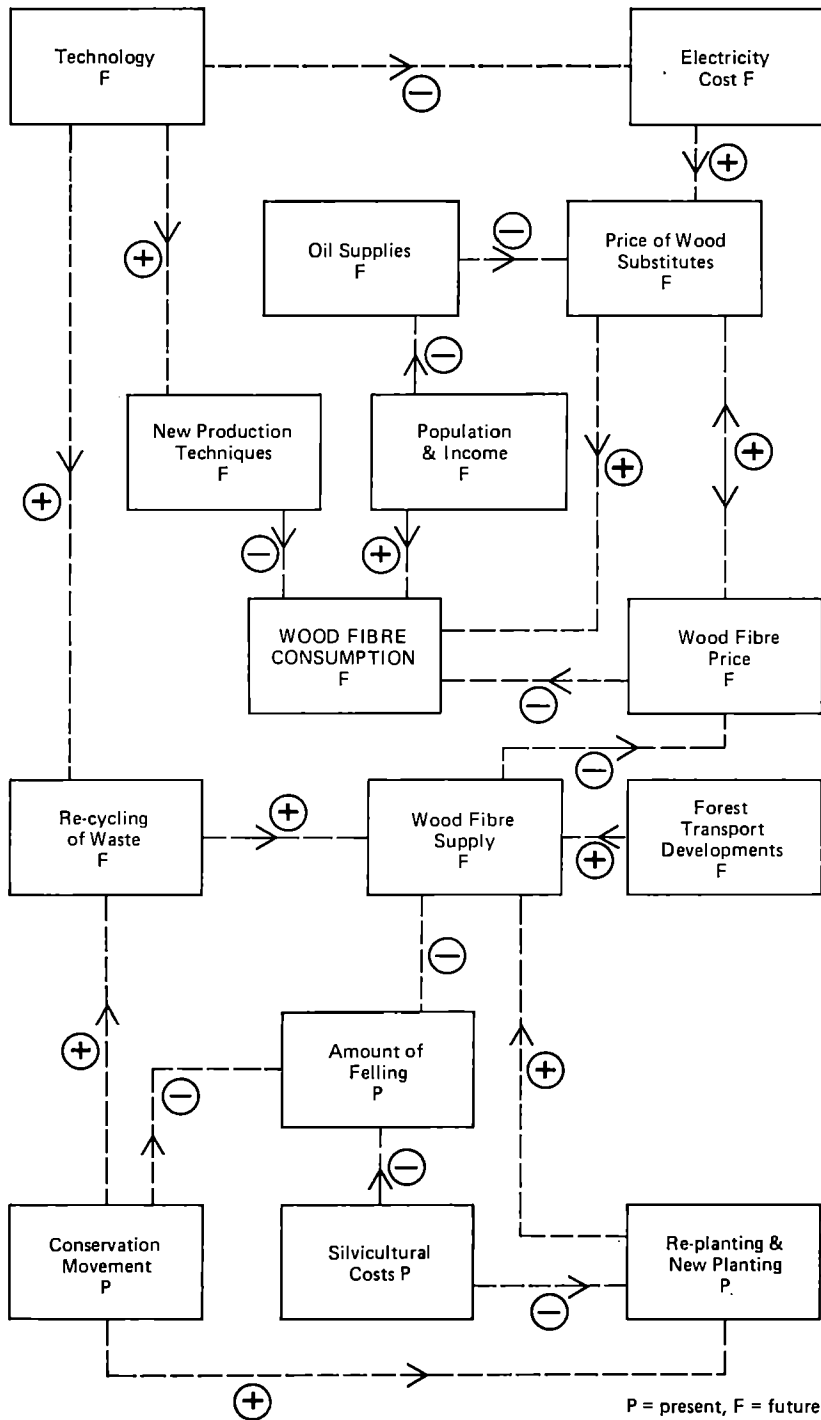 Technology
F
−
Electricity
Cost F
+
Oil Supplies
F
−
Price of Wood
Substitutes
F
+
−
New Production
Techniques
F
Population
& Income
F
+
+
+
−
+
WOOD FIBRE
CONSUMPTION
F
−
Wood Fibre
Price
F
−
Re-cycling
of Waste
F
+
Wood Fibre
Supply
F
+
Forest
Transport
Developments
F
−
Amount of
Felling
P
+
−
+
−
Conservation
Movement
P
Silvicultural
Costs P
−
Re-planting &
New Planting
P.
+
P = present, F = future